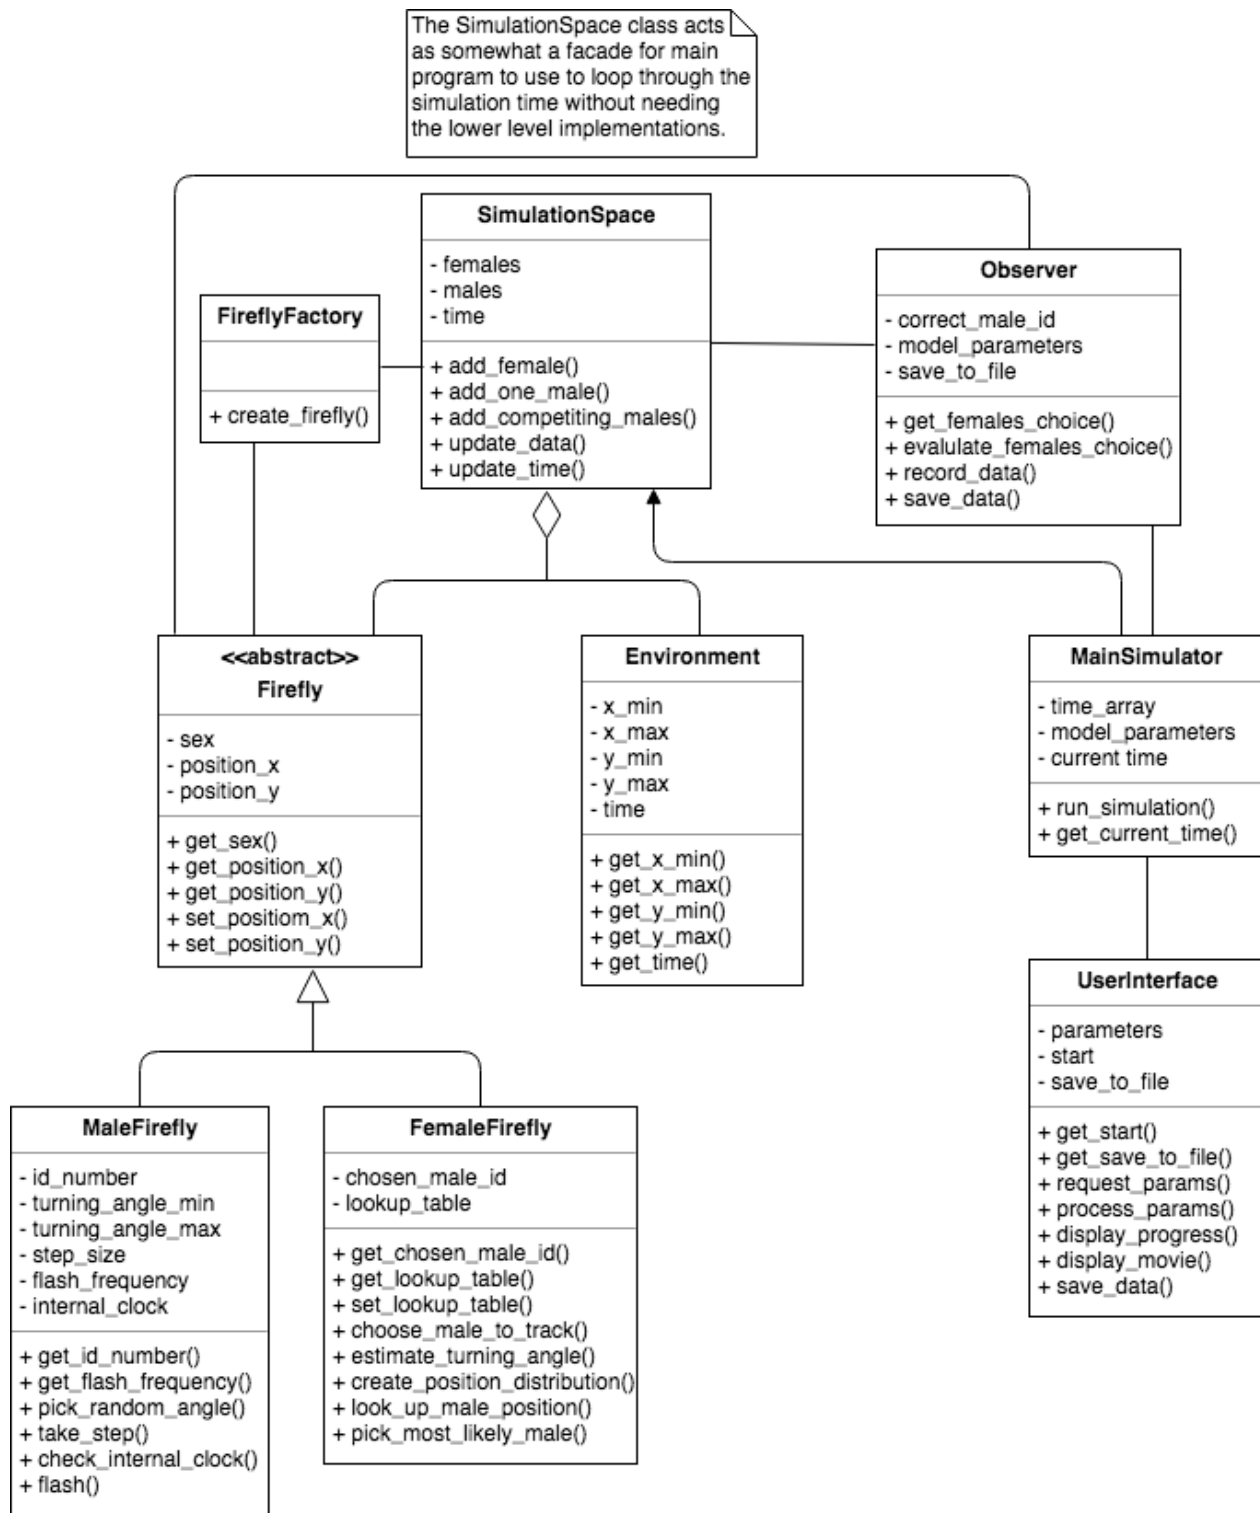 The SimulationSpace class acts
as somewhat a facade for main
program to use to loop through the
simulation time without needing
the lower level implementations.
SimulationSpace
- females
- males
- time
+ add_female()
+ add_one_male()
+ add_competiting_males()
+ update_data()
+ update_time()
Observer
- correct_male_id
- model_parameters
- save_to_file
+ get_females_choice()
+ evalulate_females_choice()
+ record_data()
+ save_data()
FireflyFactory
+ create_firefly()
<<abstract>>
Firefly
- sex
- position_x
- position_y
+ get_sex()
+ get_position_x()
+ get_position_y()
+ set_positiom_x()
+ set_position_y()
Environment
- x_min
- x_max
- y_min
- y_max
- time
+ get_x_min()
+ get_x_max()
+ get_y_min()
+ get_y_max()
+ get_time()
MainSimulator
- time_array
- model_parameters
- current time
+ run_simulation()
+ get_current_time()
UserInterface
- parameters
- start
- save_to_file
+ get_start()
+ get_save_to_file()
+ request_params()
+ process_params()
+ display_progress()
+ display_movie()
+ save_data()
MaleFirefly
- id_number
- turning_angle_min
- turning_angle_max
- step_size
- flash_frequency
- internal_clock
+ get_id_number()
+ get_flash_frequency()
+ pick_random_angle()
+ take_step()
+ check_internal_clock()
+ flash()
FemaleFirefly
- chosen_male_id
- lookup_table
+ get_chosen_male_id()
+ get_lookup_table()
+ set_lookup_table()
+ choose_male_to_track()
+ estimate_turning_angle()
+ create_position_distribution()
+ look_up_male_position()
+ pick_most_likely_male()